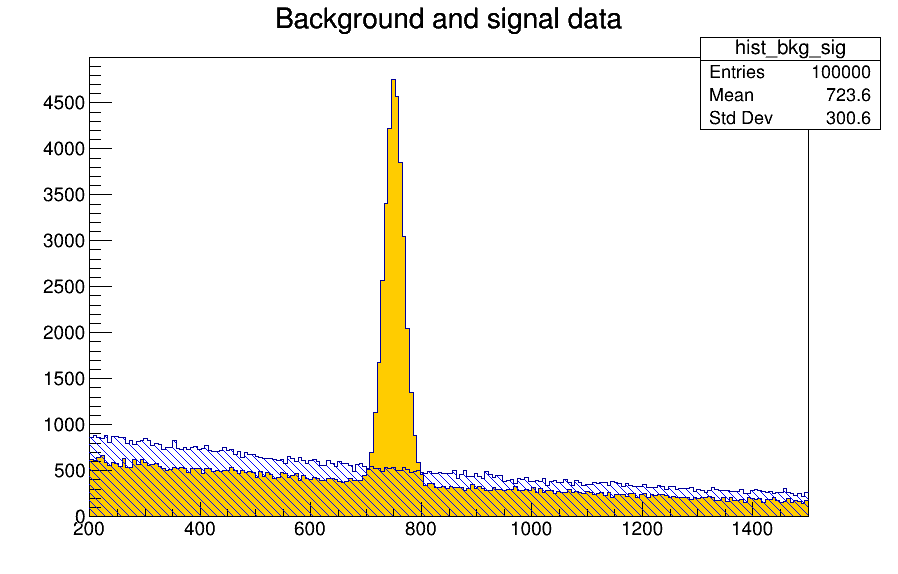 Background and signal data
hist_bkg_sig
Entries 100000
Mean 723.6
Std Dev 300.6
4500
4000
3500
3000
2500
2000
1500
1000
500
0
200 400 600 800 1000 1200 1400